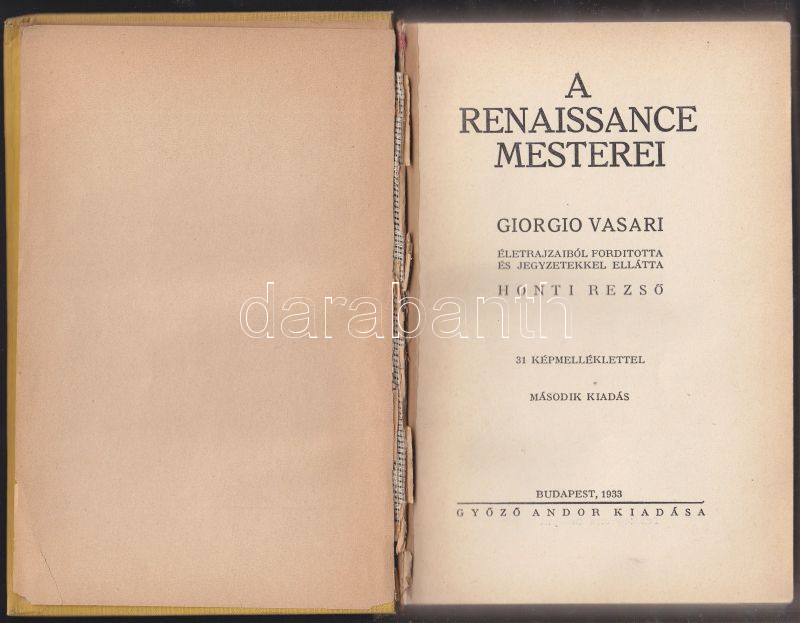 A
RENAISSANCE
MESTEREI
GIORGIO VASARI
ÉLETRAJZAIBÓL FORDITOTTA
ÉS JEGYZETEKKEL ELLÁTTA
HONTI REZSŐ
darabanth
31 KÉPMELLÉKLETTEL
MÁSODIK KIADÁS
BUDAPEST, 1933
GYŐZŐ ANDOR KIADÁSA